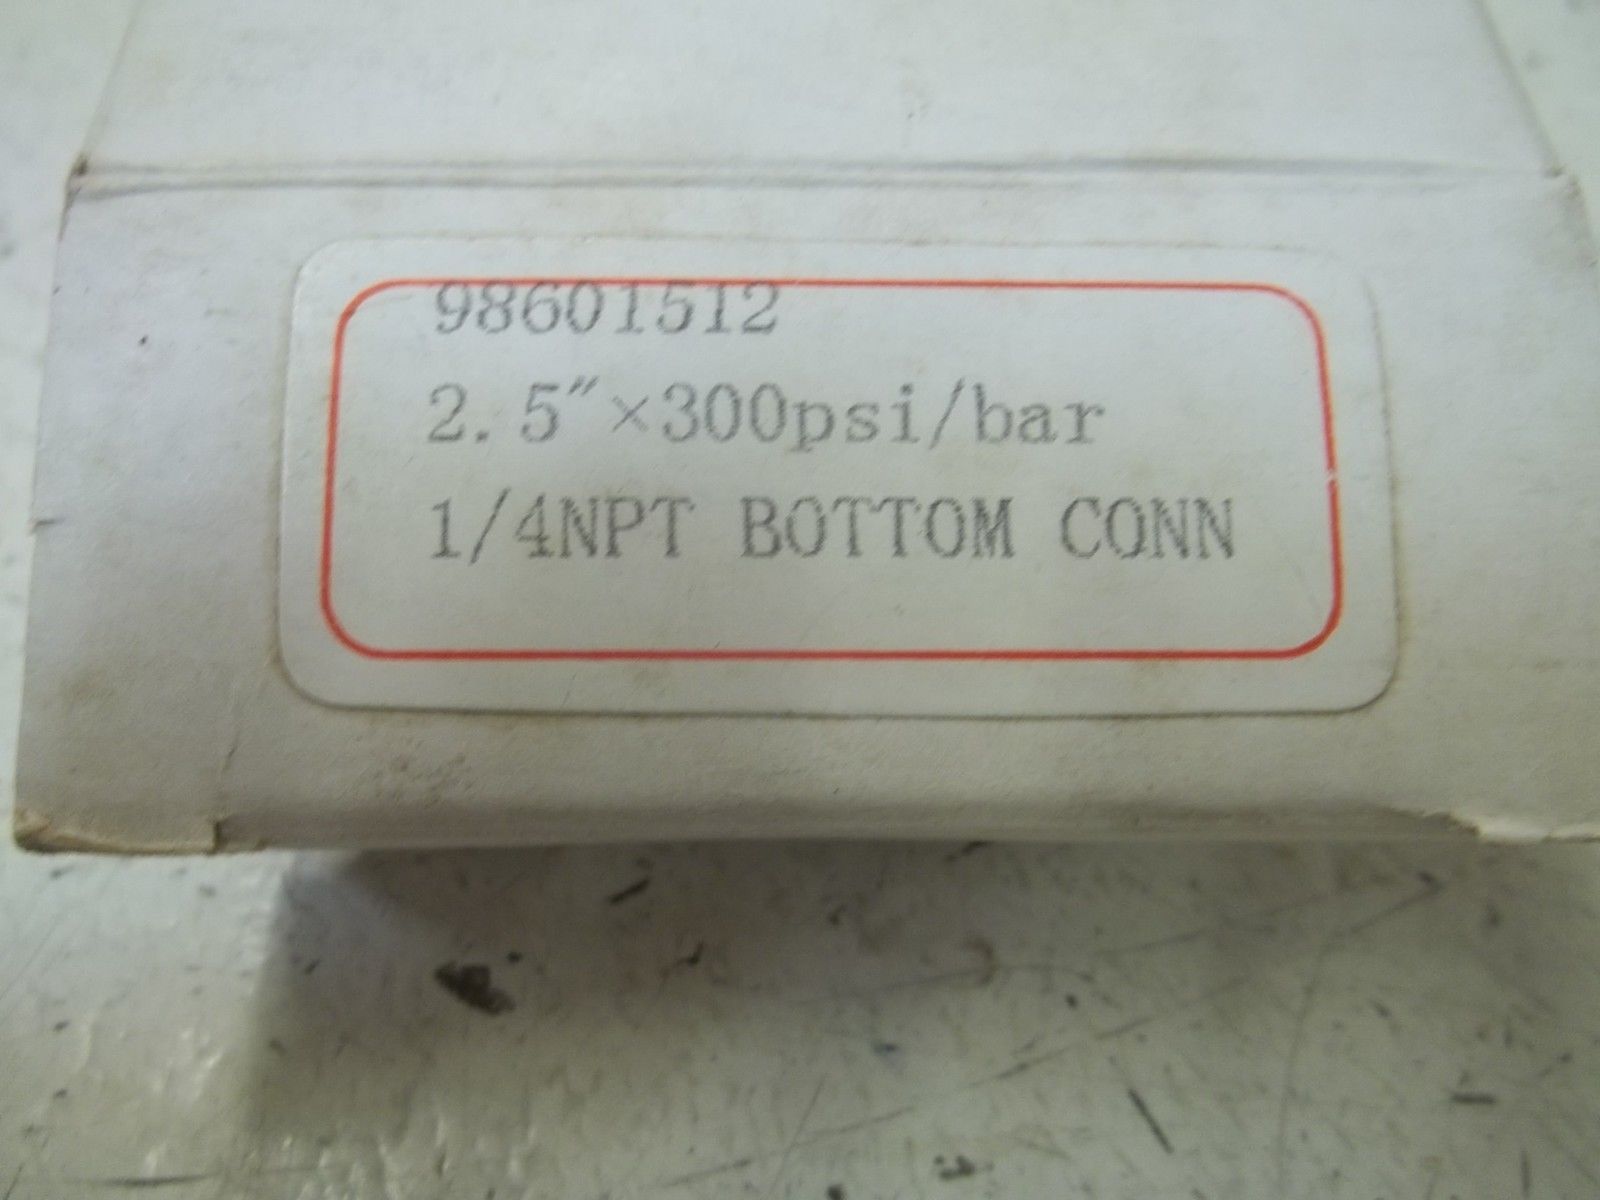 98601512
2.5"×300psi/bar
1/4NPT BOTTOM CONN